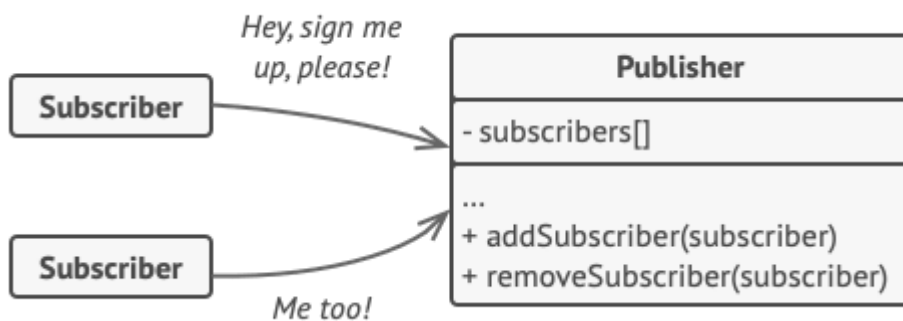 Hey, sign me
up, please!
Subscriber
Publisher
- subscribers[]
...
+ addSubscriber(subscriber)
+ removeSubscriber(subscriber)
Subscriber
Me too!